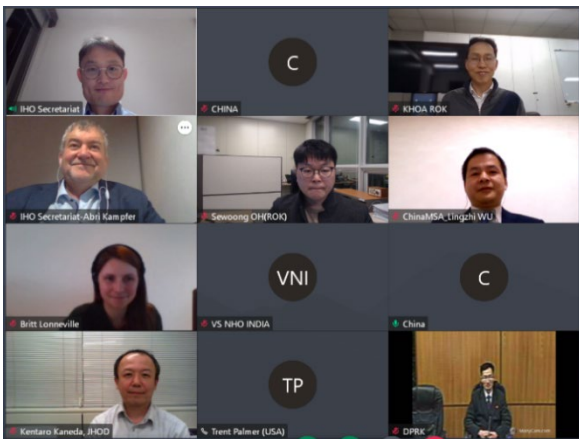 C
IHO Secretariat
CHINA
KHOA ROK
IHO Secretariat-Abri Kampfer
Sewoong OH(ROK)
ChinaMSA_Lingzhi WU
VNI
C
Britt Lonneville
VS NHO INDIA
China
TP
Kentaro Kaneda, JHOD
Trent Palmer (USA)
DPRK